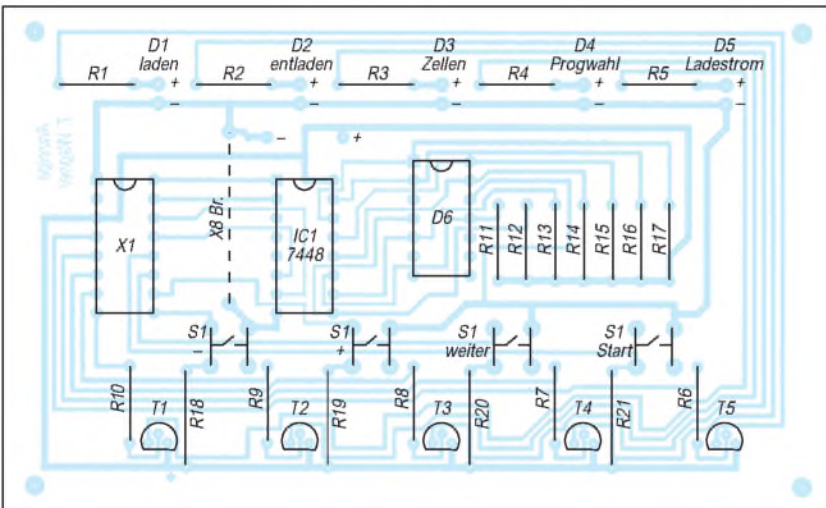 D1 D2 D3 D4 D5
laden entladen Zellen Progwahl Ladestrom
R1 + R2 + R3 + R4 + R5 +
– – – – –
– +
X1
X8 Br.
IC1
7448
D6
R11 R12 R13 R14 R15 R16 R17
S1
–
S1
+
S1
weiter
S1
Start
R10 T1 R18 R9 T2 R19 R8 T3 R20 R7 T4 R21 R6 T5
+